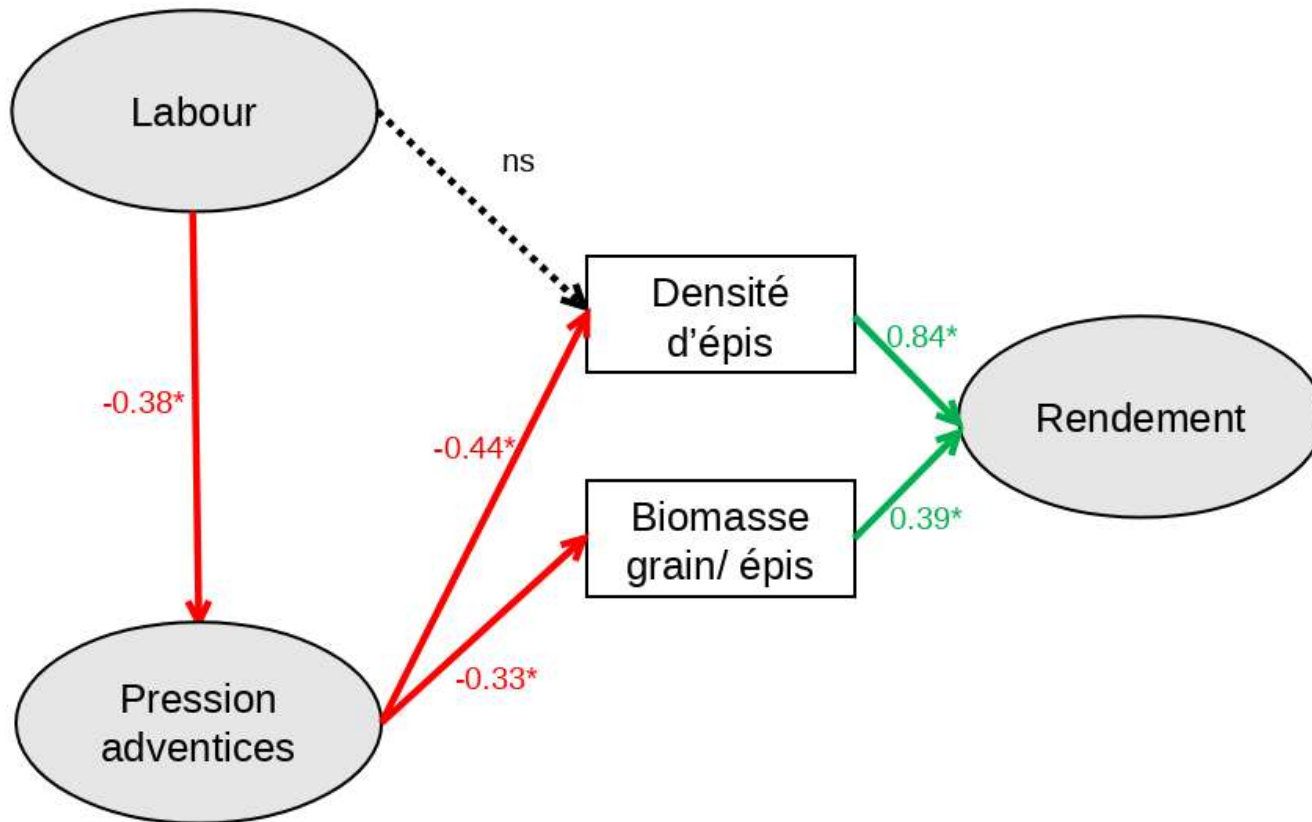 Labour
ns
Densité
d'épis
0.84*
Rendement
-0.38*
-0.44*
Biomasse
grain/ épis
0.39*
-0.33*
Pression
adventices